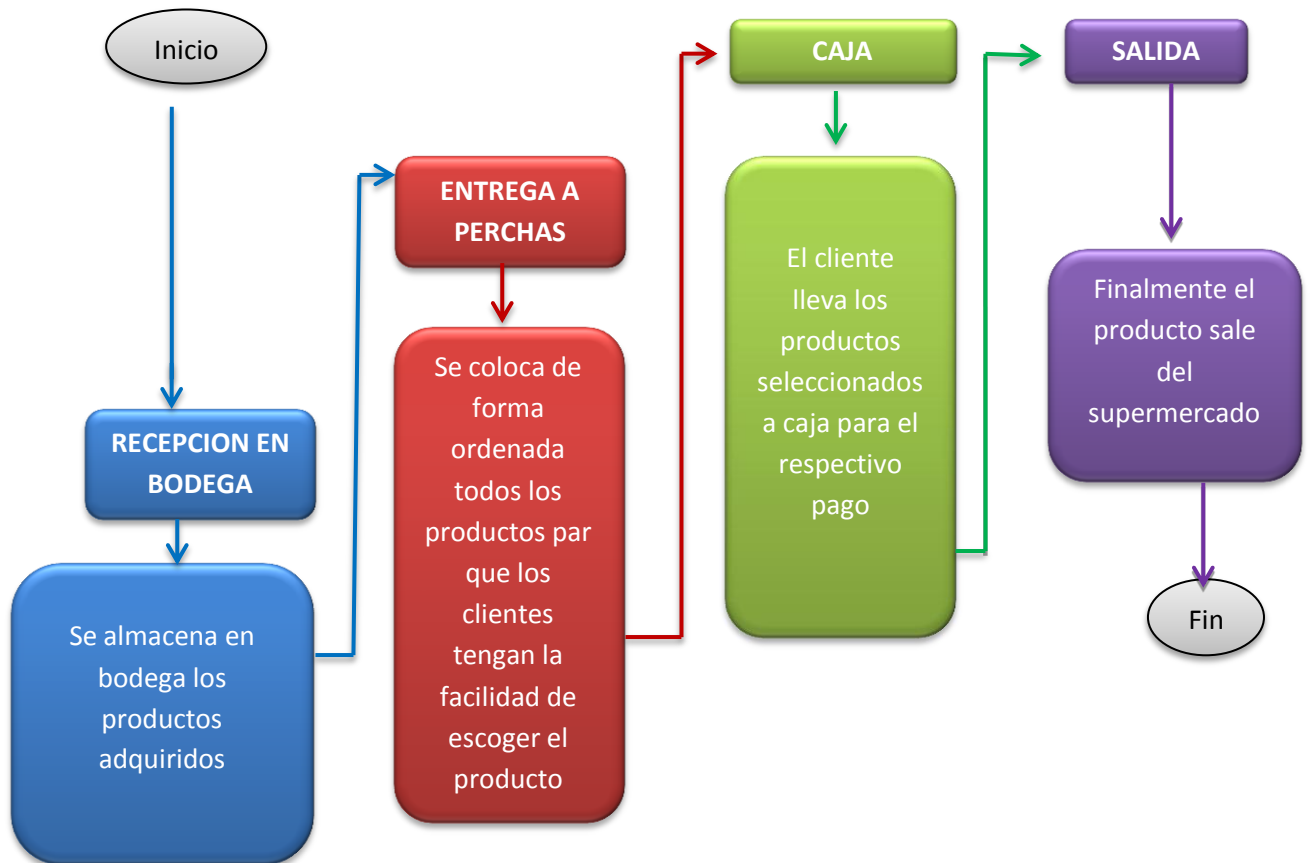 Inicio
RECEPCION EN
BODEGA
Se almacena en
bodega los
productos
adquiridos
ENTREGA A
PERCHAS
Se coloca de
forma
ordenada
todos los
productos par
que los
clientes
tengan la
facilidad de
escoger el
producto
CAJA
El cliente
lleva los
productos
seleccionados
a caja para el
respectivo
pago
SALIDA
Finalmente el
producto sale
del
supermercado
Fin